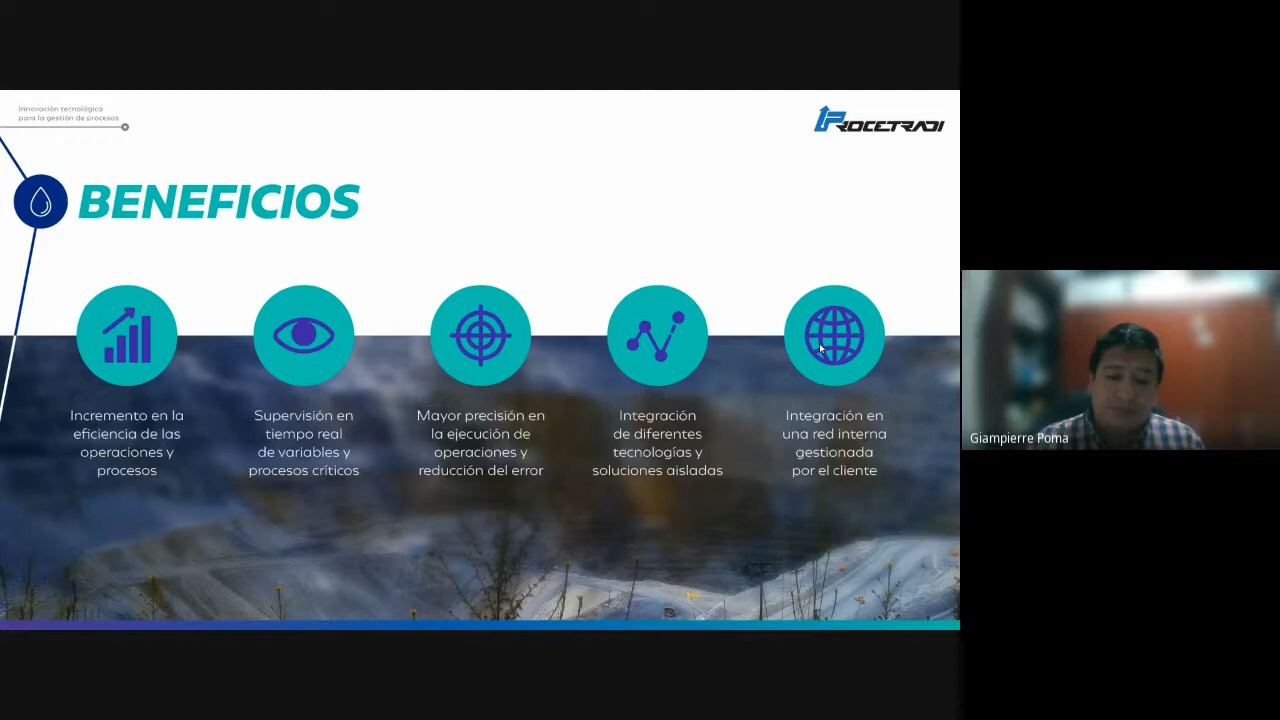 Innovación tecnológica
para la gestión de procesos
PROCETRADI
BENEFICIOS
Incremento en la
eficiencia de las
operaciones y
procesos
Supervisión en
tiempo real
de variables y
procesos críticos
Mayor precisión en
la ejecución de
operaciones y
reducción del error
Integración
de diferentes
tecnologías y
soluciones aisladas
Integración en
una red interna
gestionada
por el cliente
Giampierre Poma